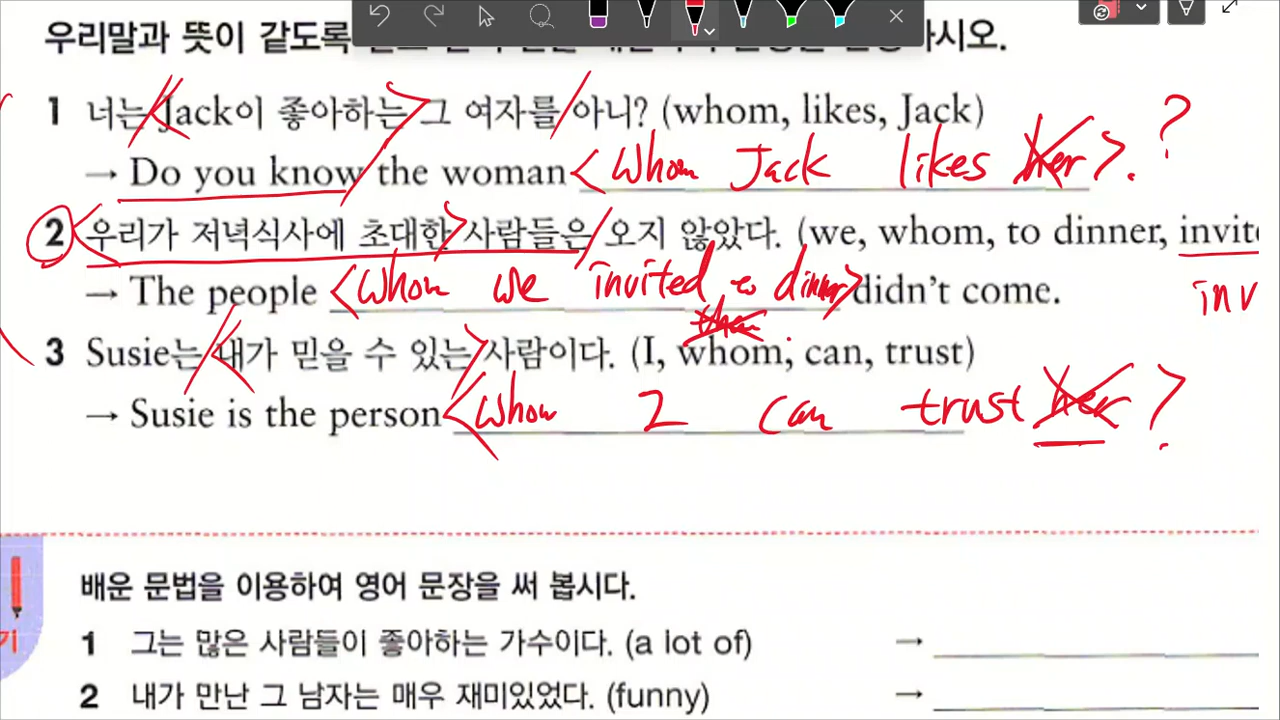 우리말과 뜻이 같도록 하시오.
1 너는 Jack이 좋아하는 그 여자를 아니? (whom, likes, Jack) ?
→ Do you know the woman <whom Jack likes her>.
2 우리가 저녁식사에 초대한 사람들은 오지 않았다. (we, whom, to dinner, invit
→ The people <whom we invited to dinner> didn't come. inv
them
3 Susie는 내가 믿을 수 있는 사람이다. (I, whom, can, trust)
→ Susie is the person <whom I can trust her>.
배운 문법을 이용하여 영어 문장을 써 봅시다.
기
1 그는 많은 사람들이 좋아하는 가수이다. (a lot of) →
2 내가 만난 그 남자는 매우 재미있었다. (funny) →